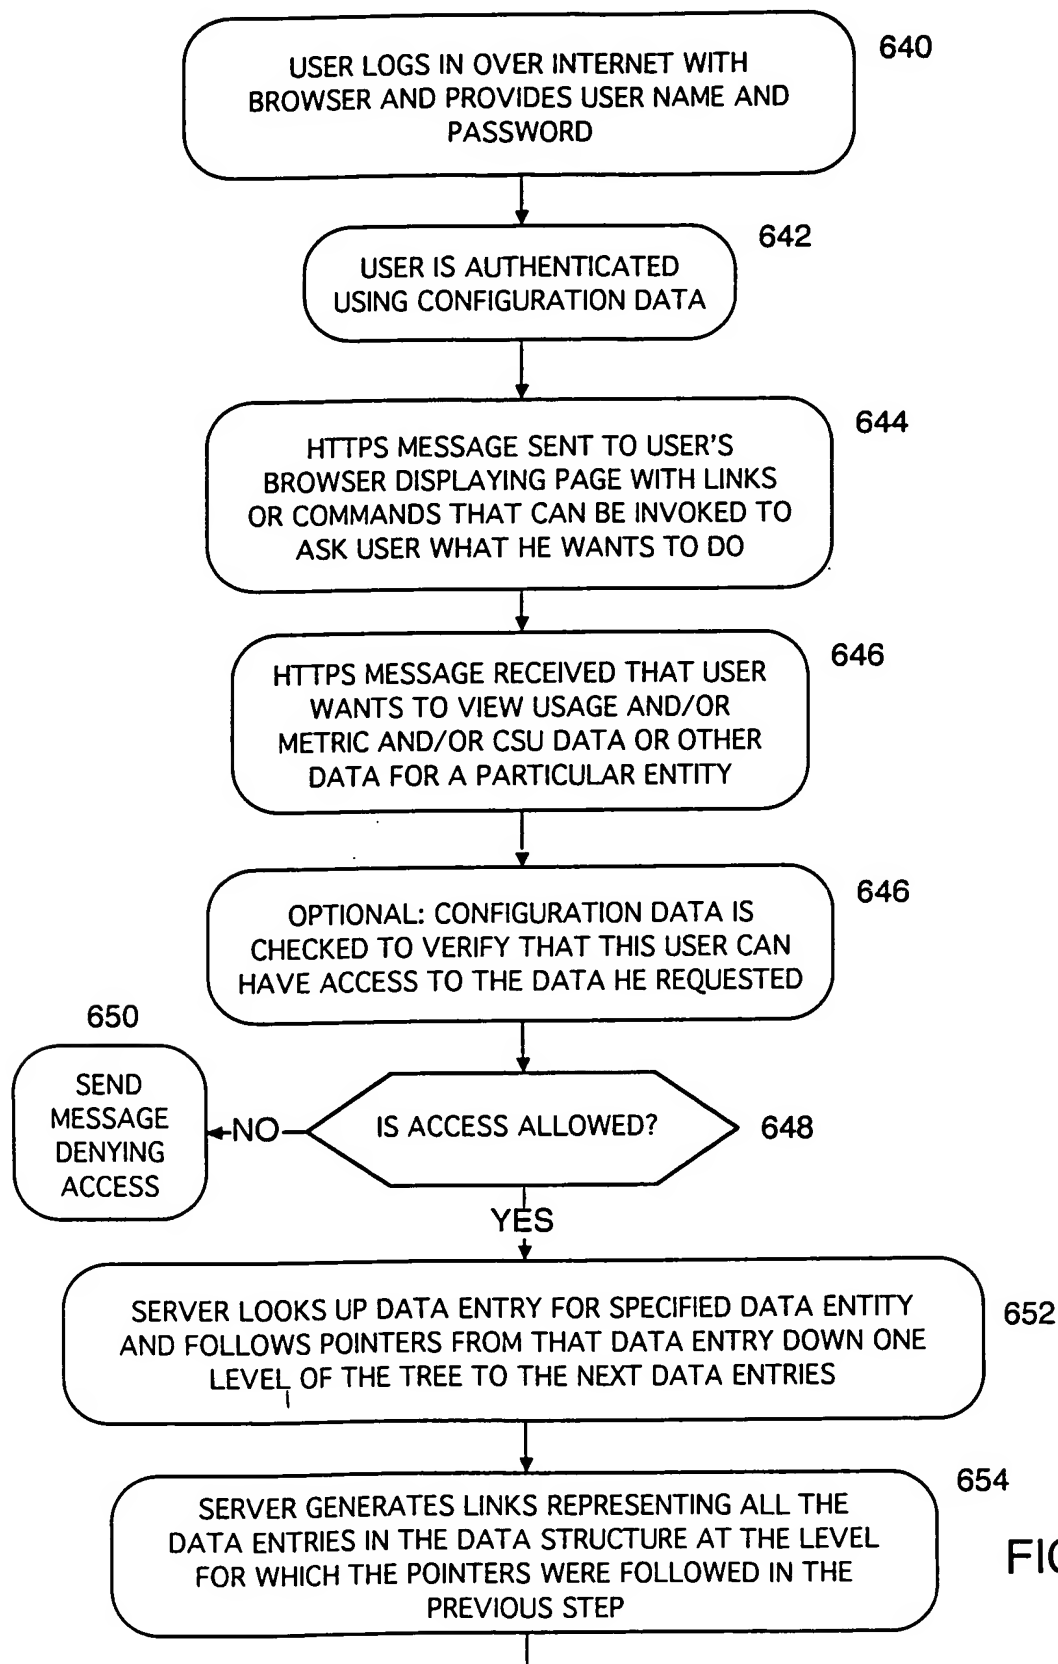 640
USER LOGS IN OVER INTERNET WITH
BROWSER AND PROVIDES USER NAME AND
PASSWORD
642
USER IS AUTHENTICATED
USING CONFIGURATION DATA
644
HTTPS MESSAGE SENT TO USER'S
BROWSER DISPLAYING PAGE WITH LINKS
OR COMMANDS THAT CAN BE INVOKED TO
ASK USER WHAT HE WANTS TO DO
646
HTTPS MESSAGE RECEIVED THAT USER
WANTS TO VIEW USAGE AND/OR
METRIC AND/OR CSU DATA OR OTHER
DATA FOR A PARTICULAR ENTITY
646
OPTIONAL: CONFIGURATION DATA IS
CHECKED TO VERIFY THAT THIS USER CAN
HAVE ACCESS TO THE DATA HE REQUESTED
650
SEND
MESSAGE
DENYING
ACCESS
NO
IS ACCESS ALLOWED?
648
YES
SERVER LOOKS UP DATA ENTRY FOR SPECIFIED DATA ENTITY
AND FOLLOWS POINTERS FROM THAT DATA ENTRY DOWN ONE
LEVEL OF THE TREE TO THE NEXT DATA ENTRIES
652
654
SERVER GENERATES LINKS REPRESENTING ALL THE
DATA ENTRIES IN THE DATA STRUCTURE AT THE LEVEL
FOR WHICH THE POINTERS WERE FOLLOWED IN THE
PREVIOUS STEP